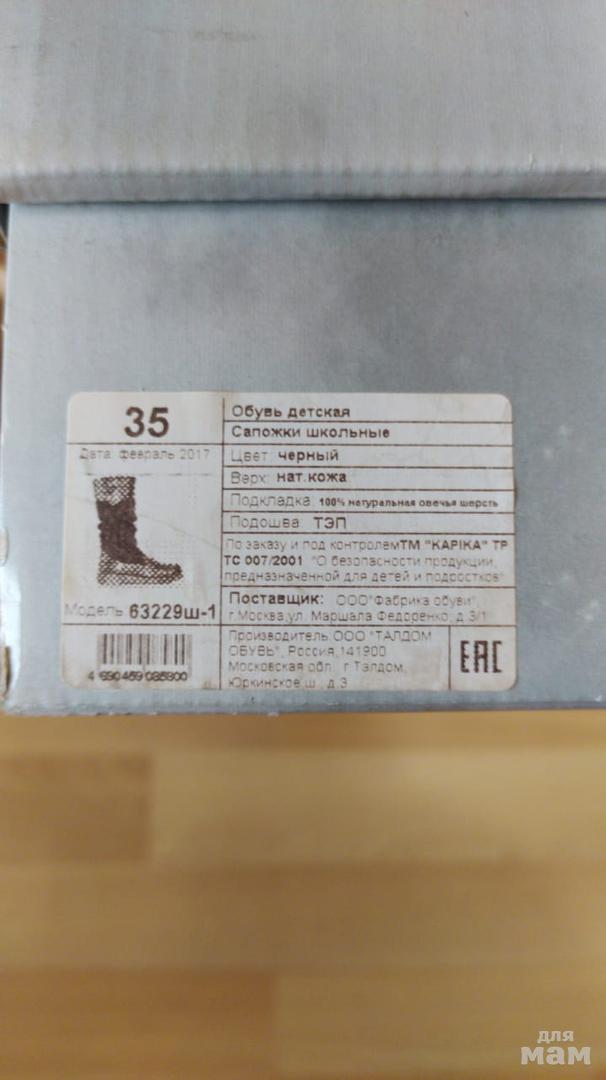 35
Дата: февраль 2017
Модель 63229ш-1
4 690459 085800
Обувь детская
Сапожки школьные
Цвет: черный
Верх: нат.кожа
Подкладка: 100% натуральная овечья шерсть
Подошва: ТЭП
По заказу и под контролемТМ "КАРІКА" ТР
ТС 007/2001 "О безопасности продукции,
предназначенной для детей и подростков"
Поставщик: ООО"Фабрика обуви",
г.Москва,ул. Маршала Федоренко, д.3/1
Производитель:ООО "ТАЛДОМ
ОБУВЬ", Россия,141900
Московская обл., г.Талдом,
Юркинское ш., д.3
ЕАС
для
мам